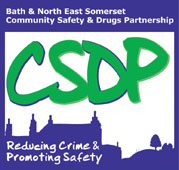 Bath & North East Somerset
Community Safety & Drugs Partnership
CSDP
Reducing Crime &
Promoting Safety